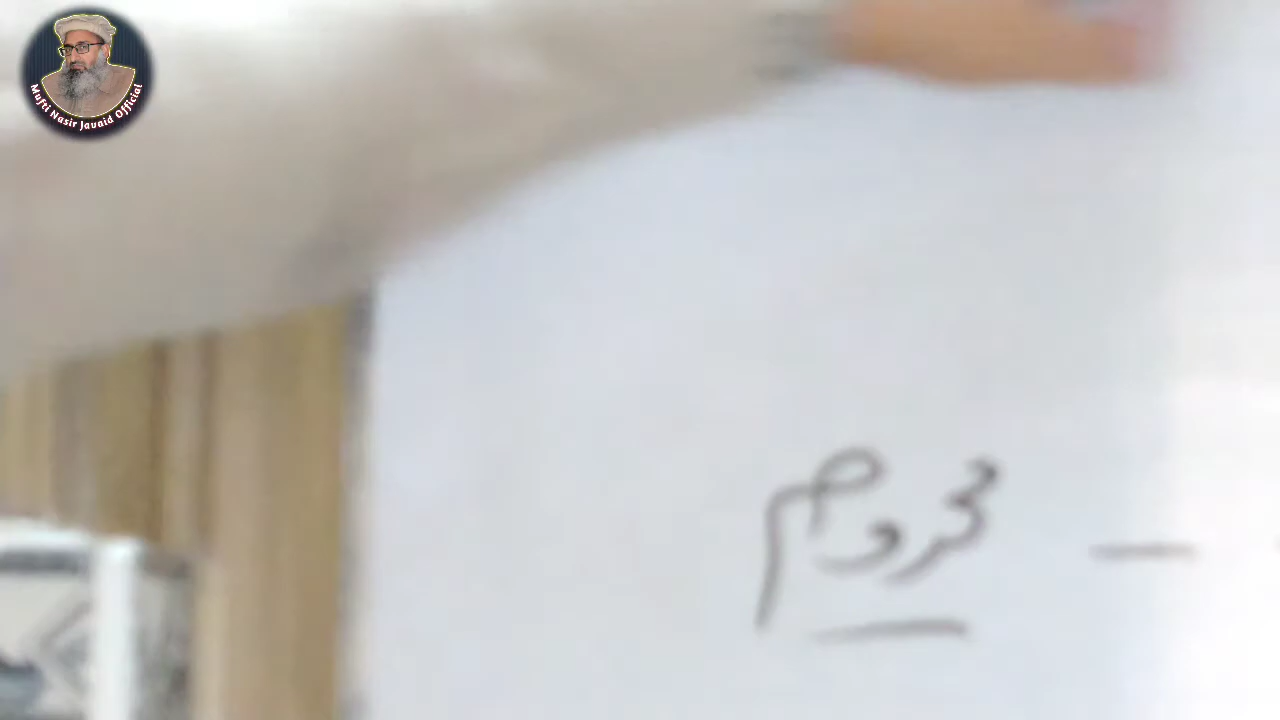 Mufti Nasir Javaid Official
محروم –